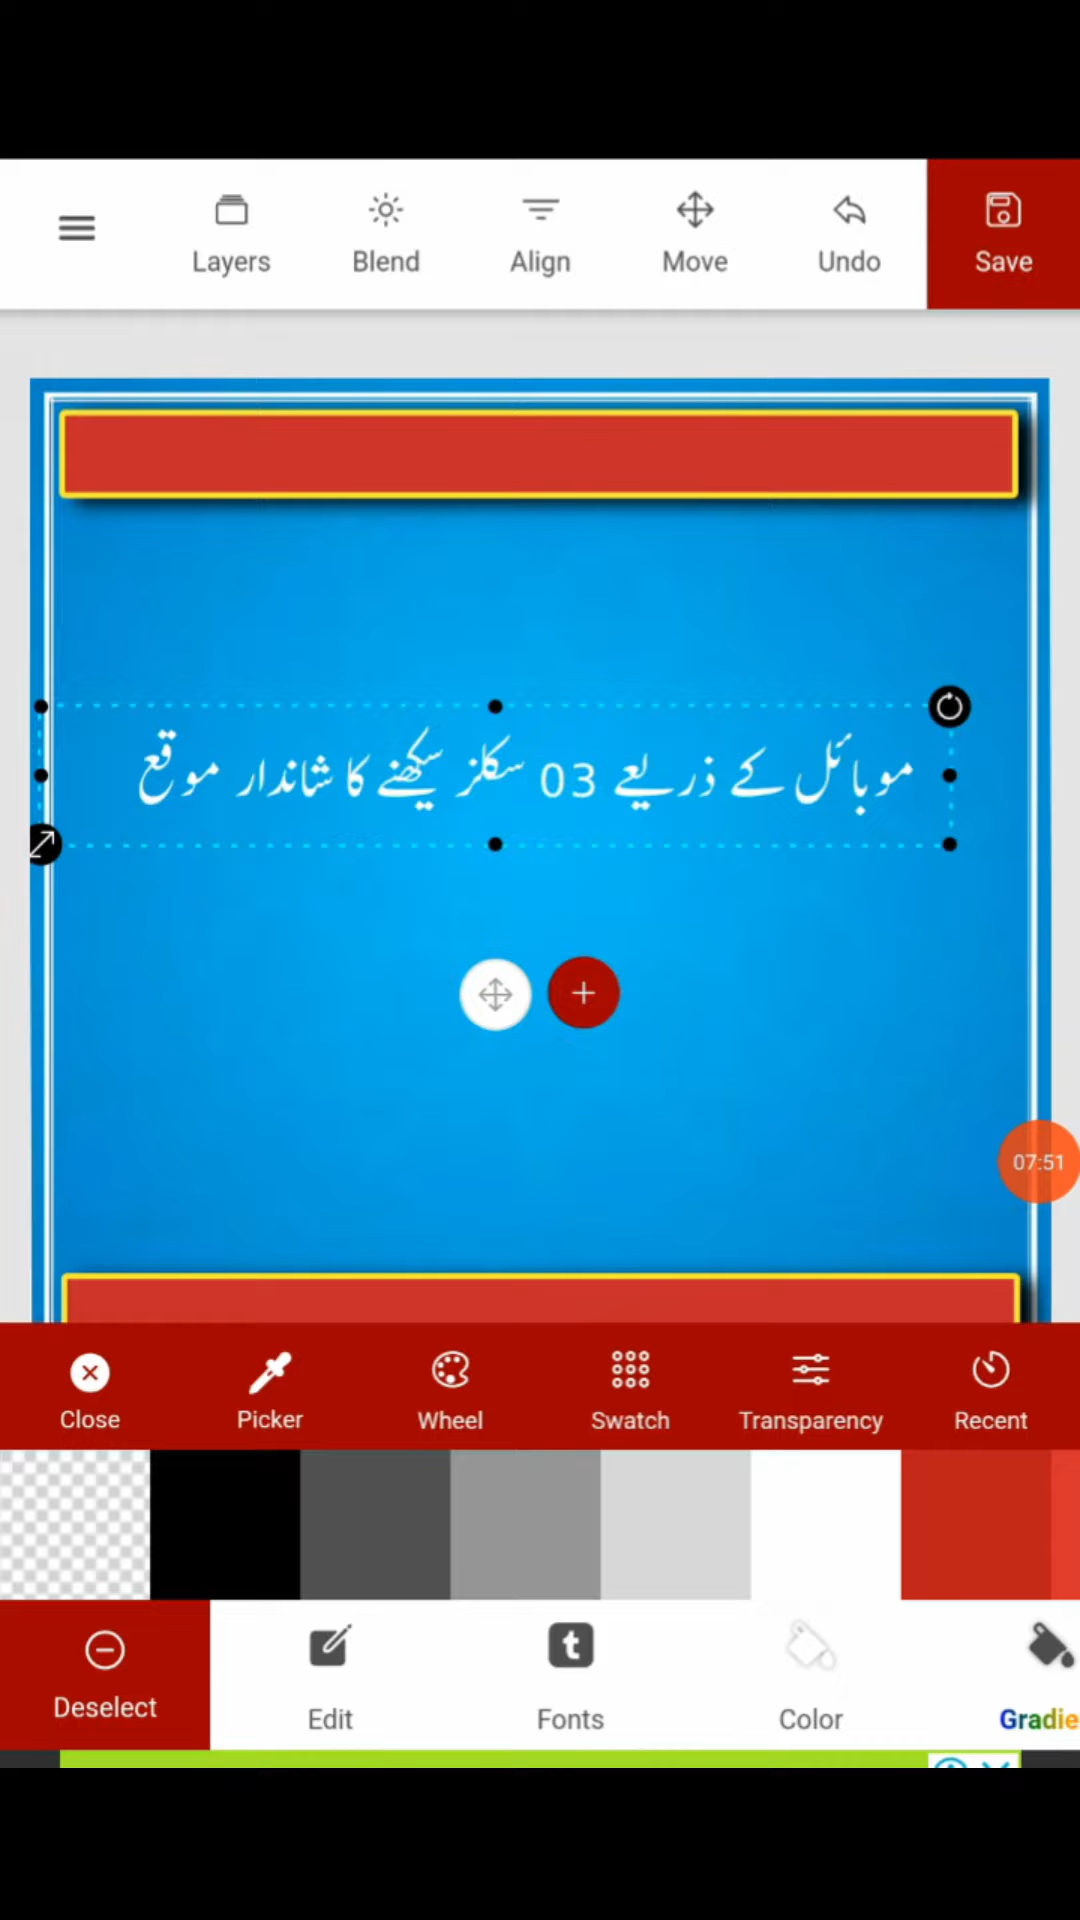 Layers
Blend
Align
Move
Undo
Save
موبائل کے ذریعے 03 سکلز سیکھنے کا شاندار موقع
07:51
Close
Picker
Wheel
Swatch
Transparency
Recent
Deselect
Edit
Fonts
Color
Gradie